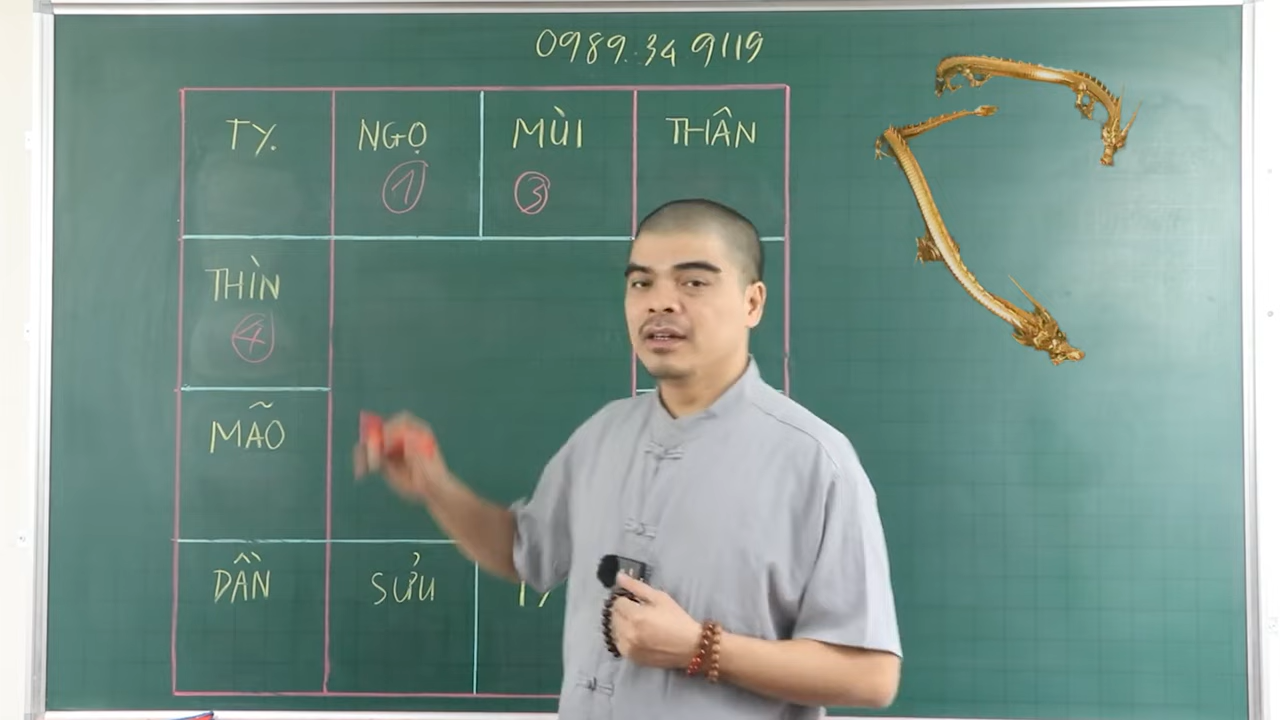 0989.34 9119
TỴ. NGỌ MÙI THÂN
1 3
THÌN
4
MÃO
DẦN SỬU